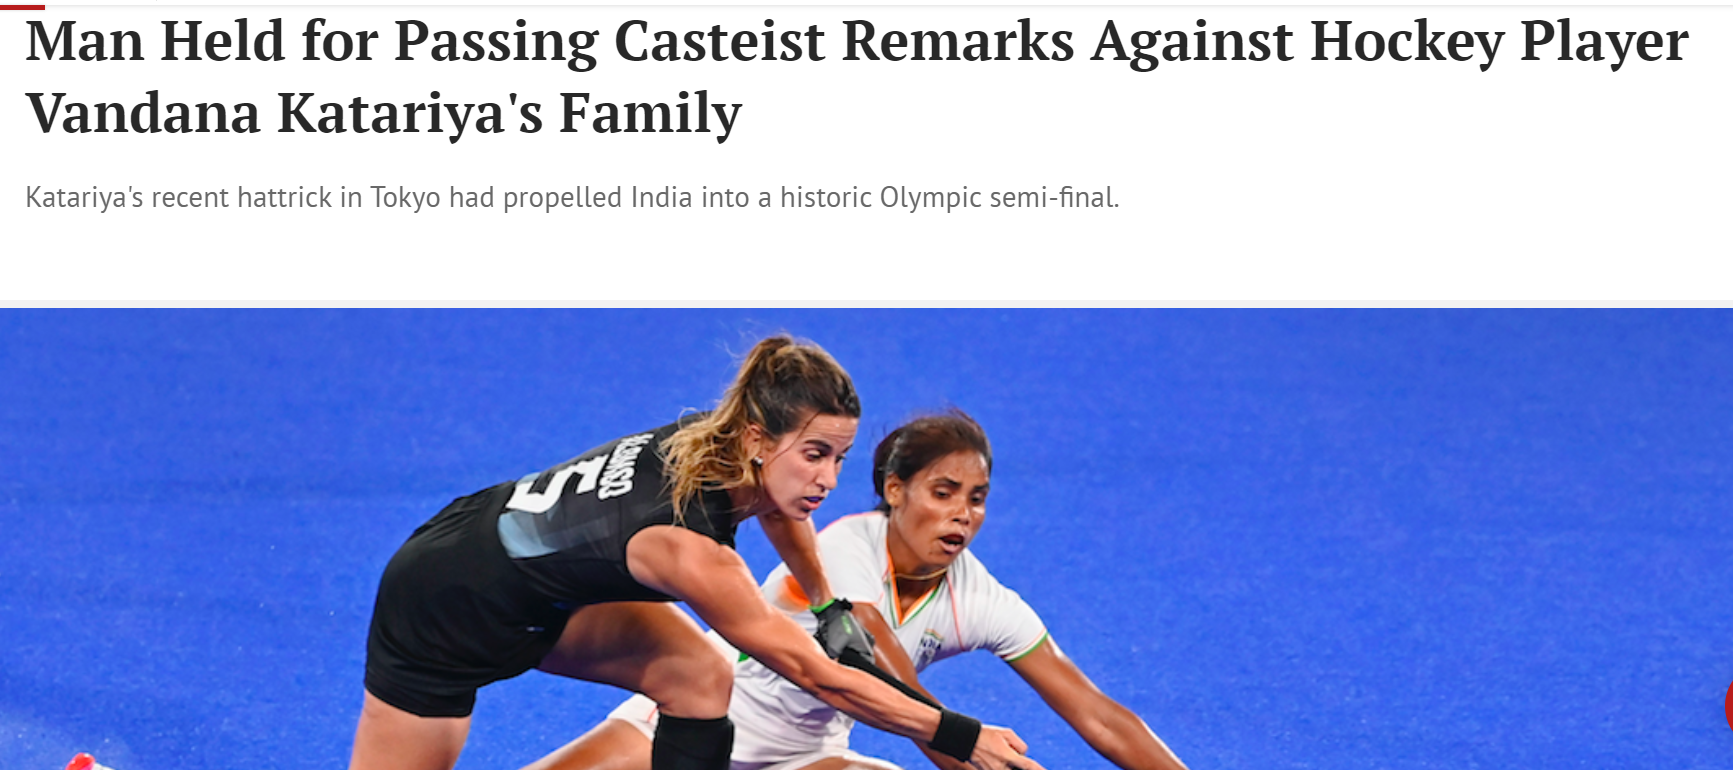 Man Held for Passing Casteist Remarks Against Hockey Player
Vandana Katariya's Family
Katariya's recent hattrick in Tokyo had propelled India into a historic Olympic semi-final.
5